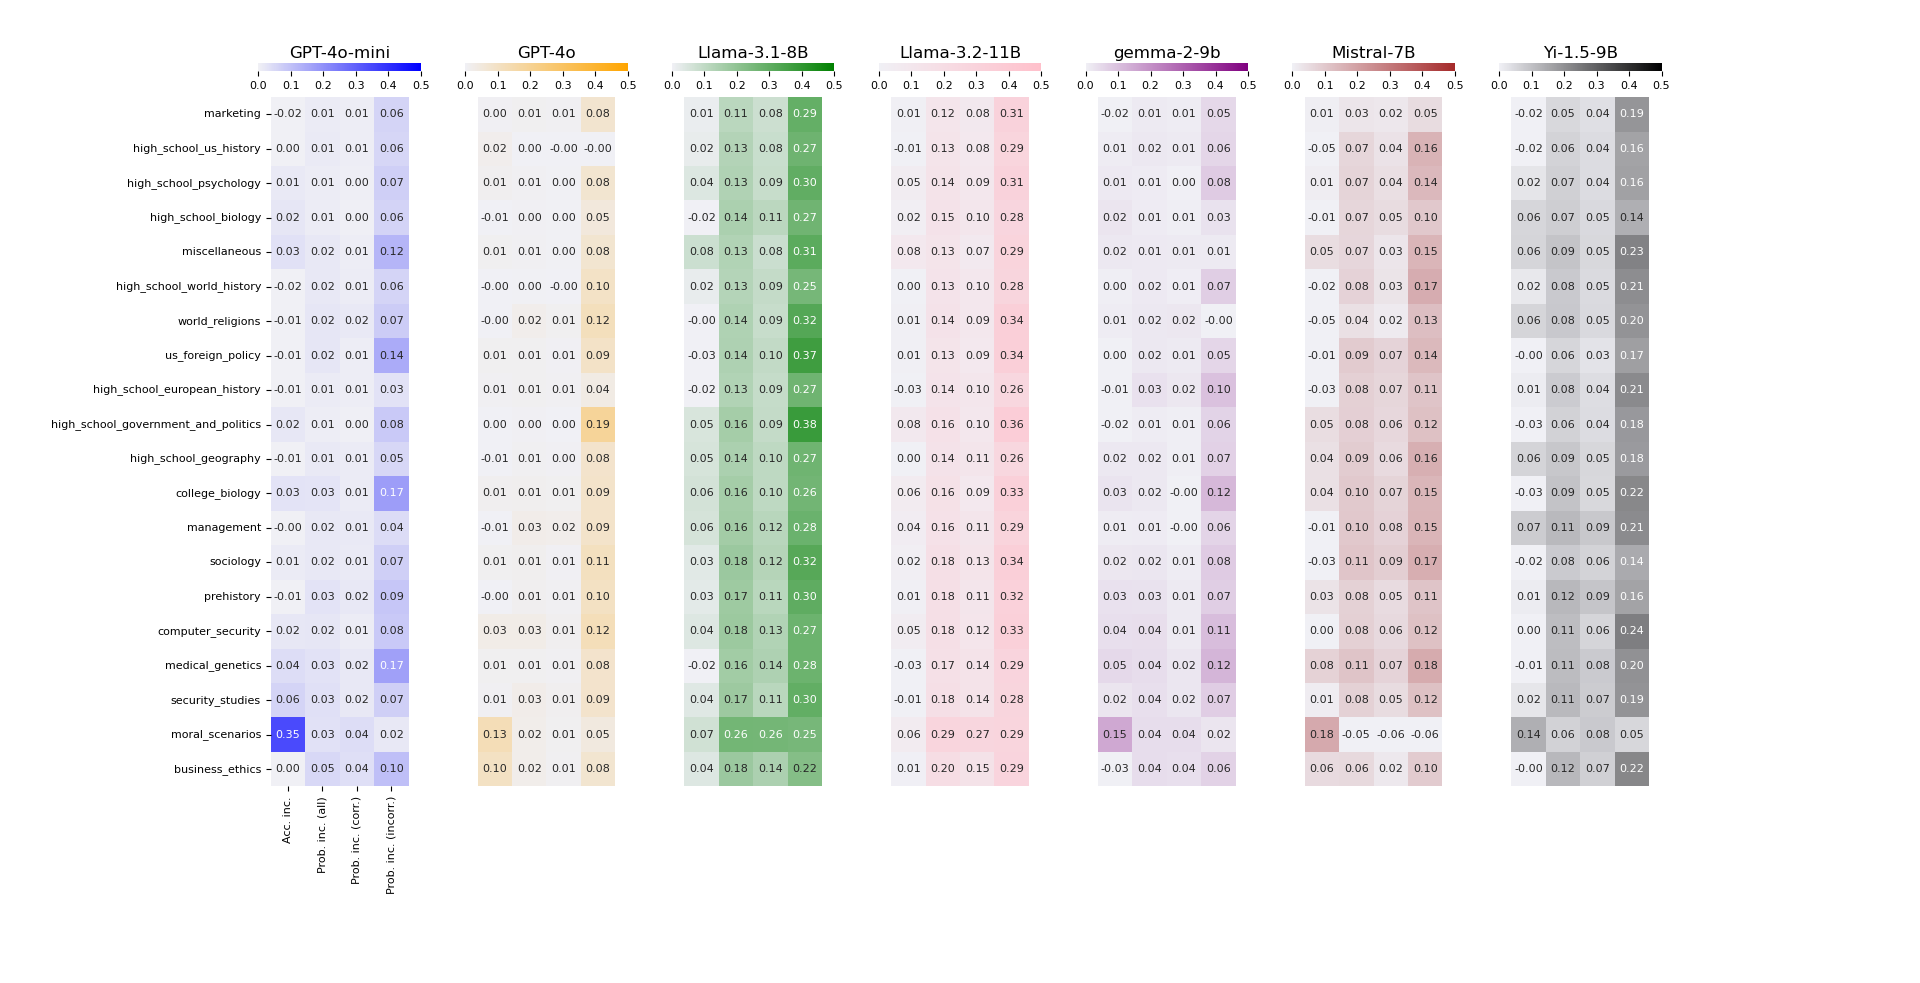 GPT-4o-mini GPT-4o Llama-3.1-8B Llama-3.2-11B gemma-2-9b Mistral-7B Yi-1.5-9B
0.0 0.1 0.2 0.3 0.4 0.5 0.0 0.1 0.2 0.3 0.4 0.5 0.0 0.1 0.2 0.3 0.4 0.5 0.0 0.1 0.2 0.3 0.4 0.5 0.0 0.1 0.2 0.3 0.4 0.5 0.0 0.1 0.2 0.3 0.4 0.5 0.0 0.1 0.2 0.3 0.4 0.5
marketing -0.02 0.01 0.01 0.06 0.00 0.01 0.01 0.08 0.01 0.11 0.08 0.29 0.01 0.12 0.08 0.31 -0.02 0.01 0.01 0.05 0.01 0.03 0.02 0.05 -0.02 0.05 0.04 0.19
high_school_us_history 0.00 0.01 0.01 0.06 0.02 0.00 -0.00 -0.00 0.02 0.13 0.08 0.27 -0.01 0.13 0.08 0.29 0.01 0.02 0.01 0.06 -0.05 0.07 0.04 0.16 -0.02 0.06 0.04 0.16
high_school_psychology 0.01 0.01 0.00 0.07 0.01 0.01 0.00 0.08 0.04 0.13 0.09 0.30 0.05 0.14 0.09 0.31 0.01 0.01 0.00 0.08 0.01 0.07 0.04 0.14 0.02 0.07 0.04 0.16
high_school_biology 0.02 0.01 0.00 0.06 -0.01 0.00 0.00 0.05 -0.02 0.14 0.11 0.27 0.02 0.15 0.10 0.28 0.02 0.01 0.01 0.03 -0.01 0.07 0.05 0.10 0.06 0.07 0.05 0.14
miscellaneous 0.03 0.02 0.01 0.12 0.01 0.01 0.00 0.08 0.08 0.13 0.08 0.31 0.08 0.13 0.07 0.29 0.02 0.01 0.01 0.01 0.05 0.07 0.03 0.15 0.06 0.09 0.05 0.23
high_school_world_history -0.02 0.02 0.01 0.06 -0.00 0.00 -0.00 0.10 0.02 0.13 0.09 0.25 0.00 0.13 0.10 0.28 0.00 0.02 0.01 0.07 -0.02 0.08 0.03 0.17 0.02 0.08 0.05 0.21
world_religions -0.01 0.02 0.02 0.07 -0.00 0.02 0.01 0.12 -0.00 0.14 0.09 0.32 0.01 0.14 0.09 0.34 0.01 0.02 0.02 -0.00 -0.05 0.04 0.02 0.13 0.06 0.08 0.05 0.20
us_foreign_policy -0.01 0.02 0.01 0.14 0.01 0.01 0.01 0.09 -0.03 0.14 0.10 0.37 0.01 0.13 0.09 0.34 0.00 0.02 0.01 0.05 -0.01 0.09 0.07 0.14 -0.00 0.06 0.03 0.17
high_school_european_history -0.01 0.01 0.01 0.03 0.01 0.01 0.01 0.04 -0.02 0.13 0.09 0.27 -0.03 0.14 0.10 0.26 -0.01 0.03 0.02 0.10 -0.03 0.08 0.07 0.11 0.01 0.08 0.04 0.21
high_school_government_and_politics 0.02 0.01 0.00 0.08 0.00 0.00 0.00 0.19 0.05 0.16 0.09 0.38 0.08 0.16 0.10 0.36 -0.02 0.01 0.01 0.06 0.05 0.08 0.06 0.12 -0.03 0.06 0.04 0.18
high_school_geography -0.01 0.01 0.01 0.05 -0.01 0.01 0.00 0.08 0.05 0.14 0.10 0.27 0.00 0.14 0.11 0.26 0.02 0.02 0.01 0.07 0.04 0.09 0.06 0.16 0.06 0.09 0.05 0.18
college_biology 0.03 0.03 0.01 0.17 0.01 0.01 0.01 0.09 0.06 0.16 0.10 0.26 0.06 0.16 0.09 0.33 0.03 0.02 -0.00 0.12 0.04 0.10 0.07 0.15 -0.03 0.09 0.05 0.22
management -0.00 0.02 0.01 0.04 -0.01 0.03 0.02 0.09 0.06 0.16 0.12 0.28 0.04 0.16 0.11 0.29 0.01 0.01 -0.00 0.06 -0.01 0.10 0.08 0.15 0.07 0.11 0.09 0.21
sociology 0.01 0.02 0.01 0.07 0.01 0.01 0.01 0.11 0.03 0.18 0.12 0.32 0.02 0.18 0.13 0.34 0.02 0.02 0.01 0.08 -0.03 0.11 0.09 0.17 -0.02 0.08 0.06 0.14
prehistory -0.01 0.03 0.02 0.09 -0.00 0.01 0.01 0.10 0.03 0.17 0.11 0.30 0.01 0.18 0.11 0.32 0.03 0.03 0.01 0.07 0.03 0.08 0.05 0.11 0.01 0.12 0.09 0.16
computer_security 0.02 0.02 0.01 0.08 0.03 0.03 0.01 0.12 0.04 0.18 0.13 0.27 0.05 0.18 0.12 0.33 0.04 0.04 0.01 0.11 0.00 0.08 0.06 0.12 0.00 0.11 0.06 0.24
medical_genetics 0.04 0.03 0.02 0.17 0.01 0.01 0.01 0.08 -0.02 0.16 0.14 0.28 -0.03 0.17 0.14 0.29 0.05 0.04 0.02 0.12 0.08 0.11 0.07 0.18 -0.01 0.11 0.08 0.20
security_studies 0.06 0.03 0.02 0.07 0.01 0.03 0.01 0.09 0.04 0.17 0.11 0.30 -0.01 0.18 0.14 0.28 0.02 0.04 0.02 0.07 0.01 0.08 0.05 0.12 0.02 0.11 0.07 0.19
moral_scenarios 0.35 0.03 0.04 0.02 0.13 0.02 0.01 0.05 0.07 0.26 0.26 0.25 0.06 0.29 0.27 0.29 0.15 0.04 0.04 0.02 0.18 -0.05 -0.06 -0.06 0.14 0.06 0.08 0.05
business_ethics 0.00 0.05 0.04 0.10 0.10 0.02 0.01 0.08 0.04 0.18 0.14 0.22 0.01 0.20 0.15 0.29 -0.03 0.04 0.04 0.06 0.06 0.06 0.02 0.10 -0.00 0.12 0.07 0.22
Acc. inc.
Prob. inc. (all)
Prob. inc. (corr.)
Prob. inc. (incorr.)